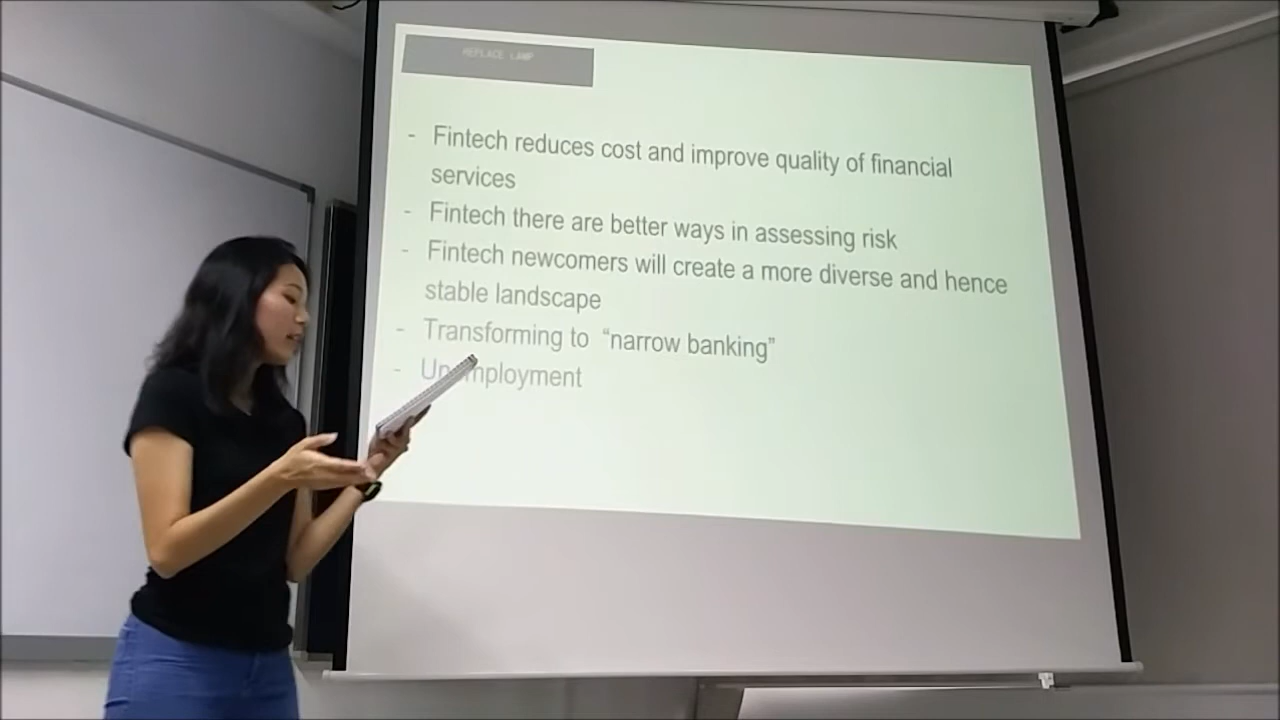 REPLACE LAMP
- Fintech reduces cost and improve quality of financial
services
- Fintech there are better ways in assessing risk
- Fintech newcomers will create a more diverse and hence
stable landscape
- Transforming to “narrow banking”
- Unemployment